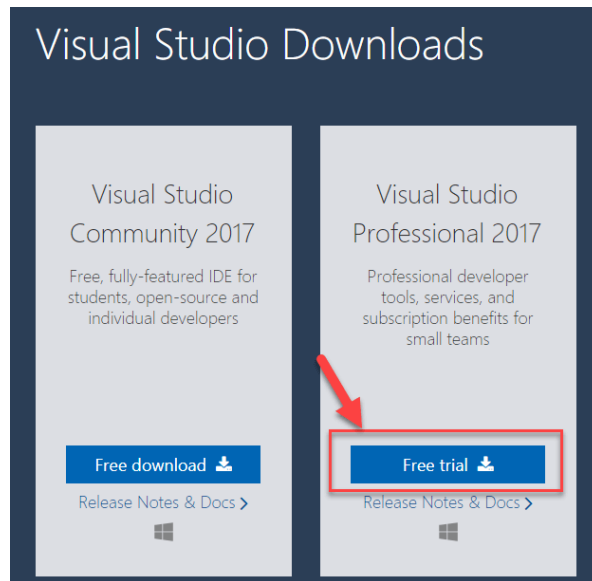 Visual Studio Downloads
Visual Studio
Community 2017
Free, fully-featured IDE for
students, open-source and
individual developers
Free download
Release Notes & Docs >
Visual Studio
Professional 2017
Professional developer
tools, services, and
subscription benefits for
small teams
Free trial
Release Notes & Docs >